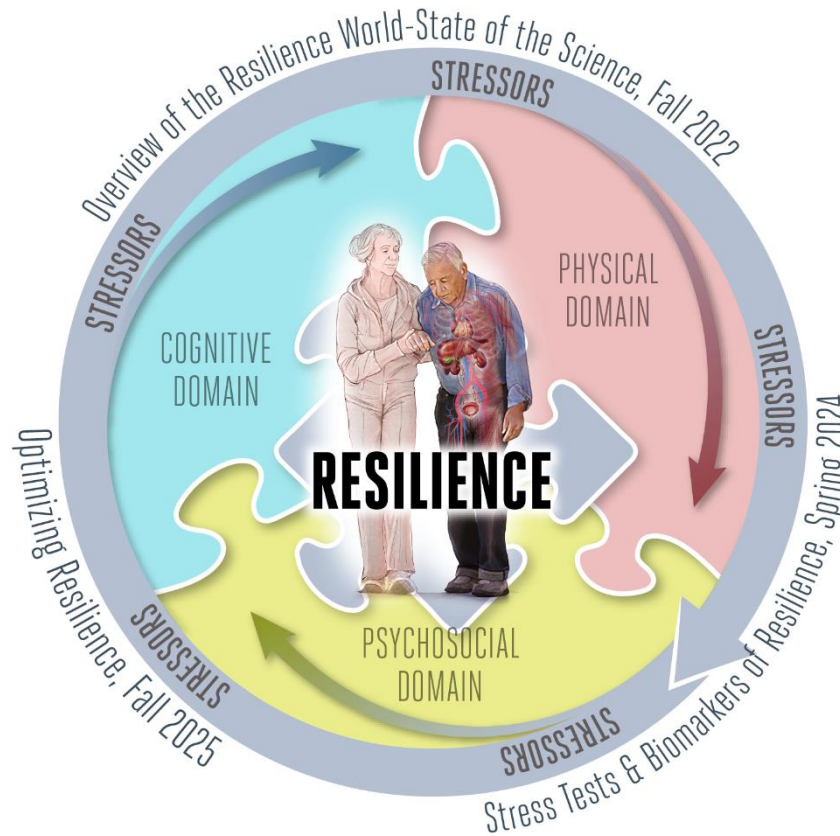 Overview of the Resilience World-State of the Science, Fall 2022
STRESSORS
STRESSORS
PHYSICAL
DOMAIN
STRESSORS
COGNITIVE
DOMAIN
RESILIENCE
PSYCHOSOCIAL
DOMAIN
STRESSORS
STRESSORS
Stress Tests & Biomarkers of Resilience, Spring 2024
Optimizing Resilience, Fall 2025